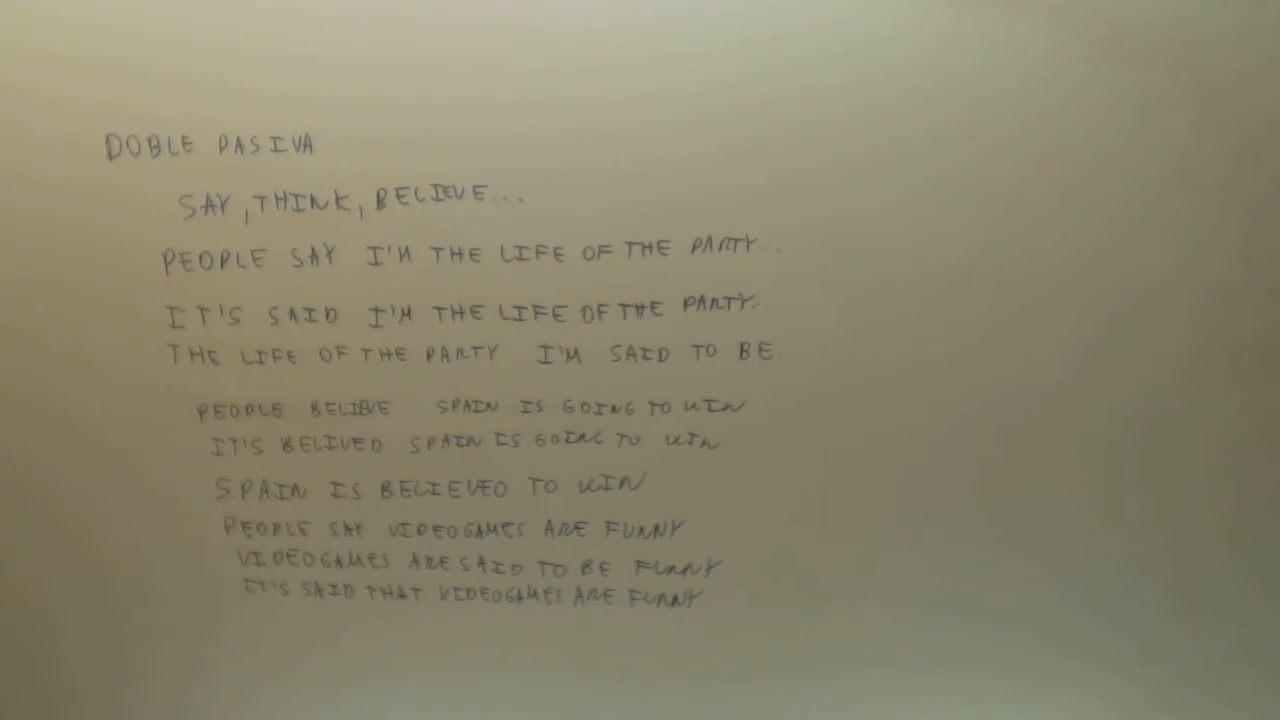 DOBLE PASIVA
SAY, THINK, BELIEVE...
PEOPLE SAY I'M THE LIFE OF THE PARTY.
IT'S SAID I'M THE LIFE OF THE PARTY.
THE LIFE OF THE PARTY I'M SAID TO BE.
PEOPLE BELIEVE SPAIN IS GOING TO WIN
IT'S BELIVED SPAIN IS GOING TO WIN
SPAIN IS BELIEVED TO WIN
PEOPLE SAY VIDEOGAMES ARE FUNNY
VIDEOGAMES ARE SAID TO BE FUNNY
IT'S SAID THAT VIDEOGAMES ARE FUNNY